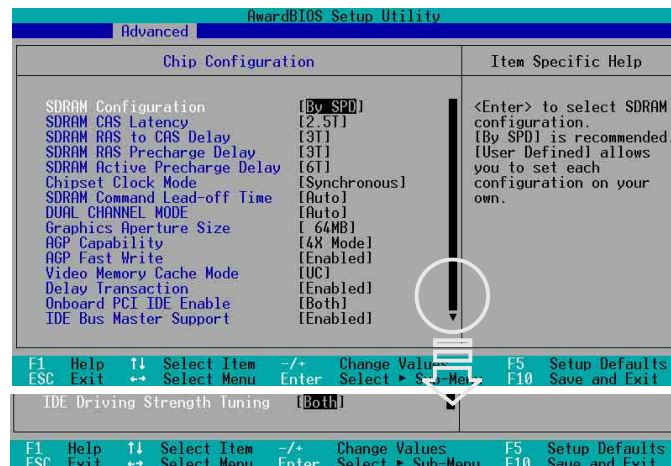 AwardBIOS Setup Utility
Advanced
Chip Configuration
Item Specific Help
SDRAM Configuration [By SPD]
SDRAM CAS Latency [2.5T]
SDRAM RAS to CAS Delay [3T]
SDRAM RAS Precharge Delay [3T]
SDRAM Active Precharge Delay [6T]
Chipset Clock Mode [Synchronous]
SDRAM Command Lead-off Time [Auto]
DUAL CHANNEL MODE [Auto]
Graphics Aperture Size [ 64MB]
AGP Capability [4X Mode]
AGP Fast Write [Enabled]
Video Memory Cache Mode [UC]
Delay Transaction [Enabled]
Onboard PCI IDE Enable [Both]
IDE Bus Master Support [Enabled]
<Enter> to select SDRAM
configuration.
[By SPD] is recommended.
[User Defined] allows
you to set each
configuration on your
own.
F1 Help ↑↓ Select Item -/+ Change Values F5 Setup Defaults
ESC Exit ←→ Select Menu Enter Select ► Sub-Menu F10 Save and Exit
IDE Driving Strength Tuning [Both]
F1 Help ↑↓ Select Item -/+ Change Values F5 Setup Defaults
ESC Exit ←→ Select Menu Enter Select ► Sub-Menu F10 Save and Exit